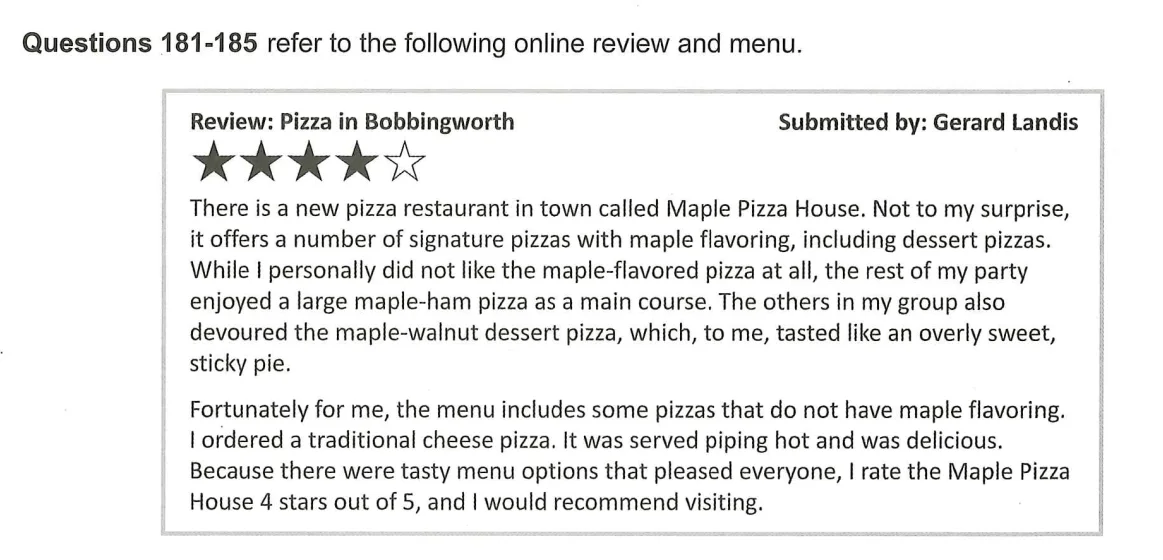 Questions 181-185 refer to the following online review and menu.
Review: Pizza in Bobbingworth
Submitted by: Gerard Landis
There is a new pizza restaurant in town called Maple Pizza House. Not to my surprise,
it offers a number of signature pizzas with maple flavoring, including dessert pizzas.
While I personally did not like the maple-flavored pizza at all, the rest of my party
enjoyed a large maple-ham pizza as a main course. The others in my group also
devoured the maple-walnut dessert pizza, which, to me, tasted like an overly sweet,
sticky pie.
Fortunately for me, the menu includes some pizzas that do not have maple flavoring.
I ordered a traditional cheese pizza. It was served piping hot and was delicious.
Because there were tasty menu options that pleased everyone, I rate the Maple Pizza
House 4 stars out of 5, and I would recommend visiting.